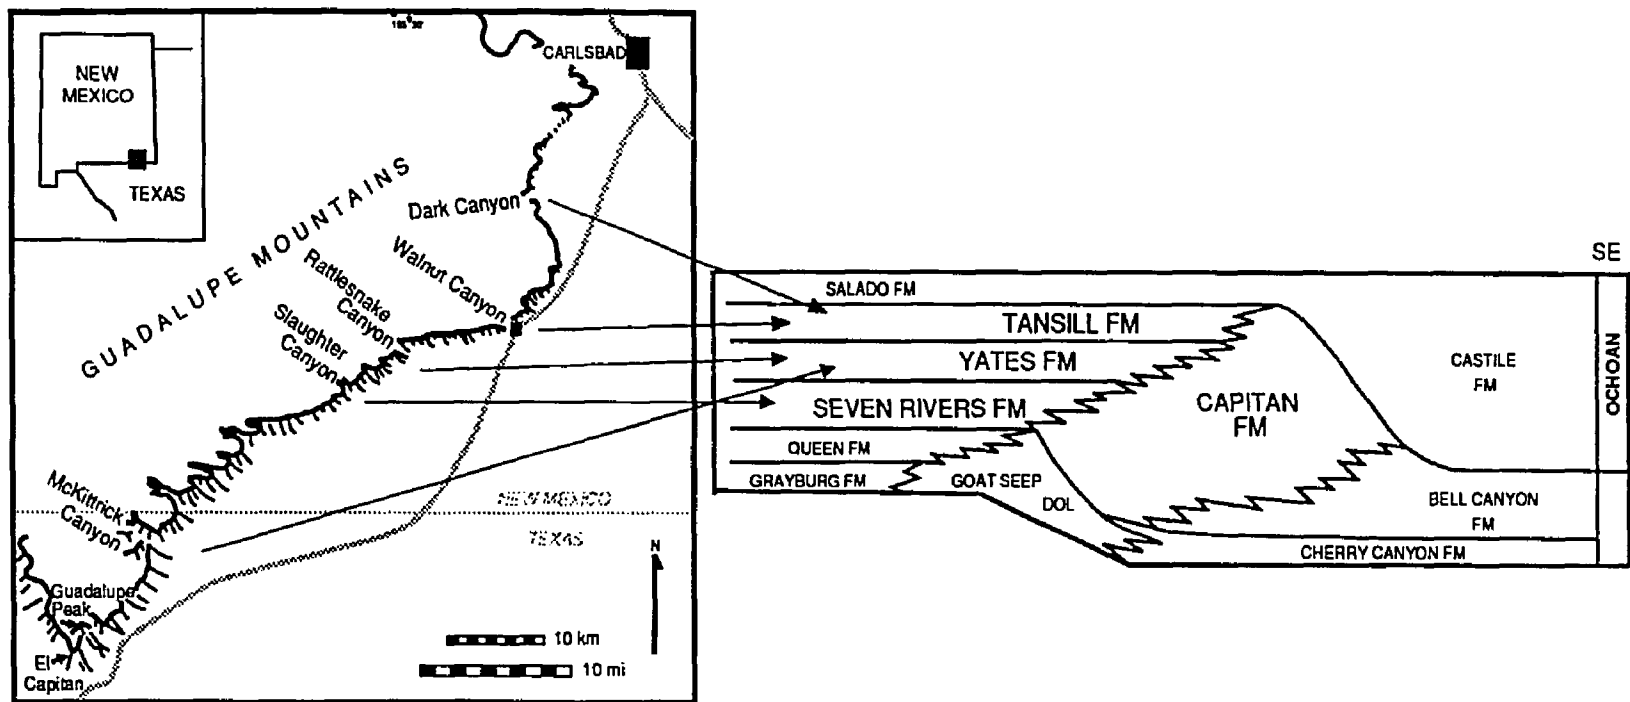 NEW
MEXICO
TEXAS
CARLSBAD
GUADALUPE MOUNTAINS
Dark Canyon
Walnut Canyon
Rattlesnake
Canyon
Slaughter
Canyon
McKittrick
Canyon
NEW MEXICO
TEXAS
N
Guadalupe
Peak
El
Capitan
10 km
10 mi
SE
SALADO FM
TANSILL FM
YATES FM
SEVEN RIVERS FM
QUEEN FM
GRAYBURG FM
GOAT SEEP
DOL
CAPITAN
FM
CASTILE
FM
BELL CANYON
FM
CHERRY CANYON FM
OCHOAN